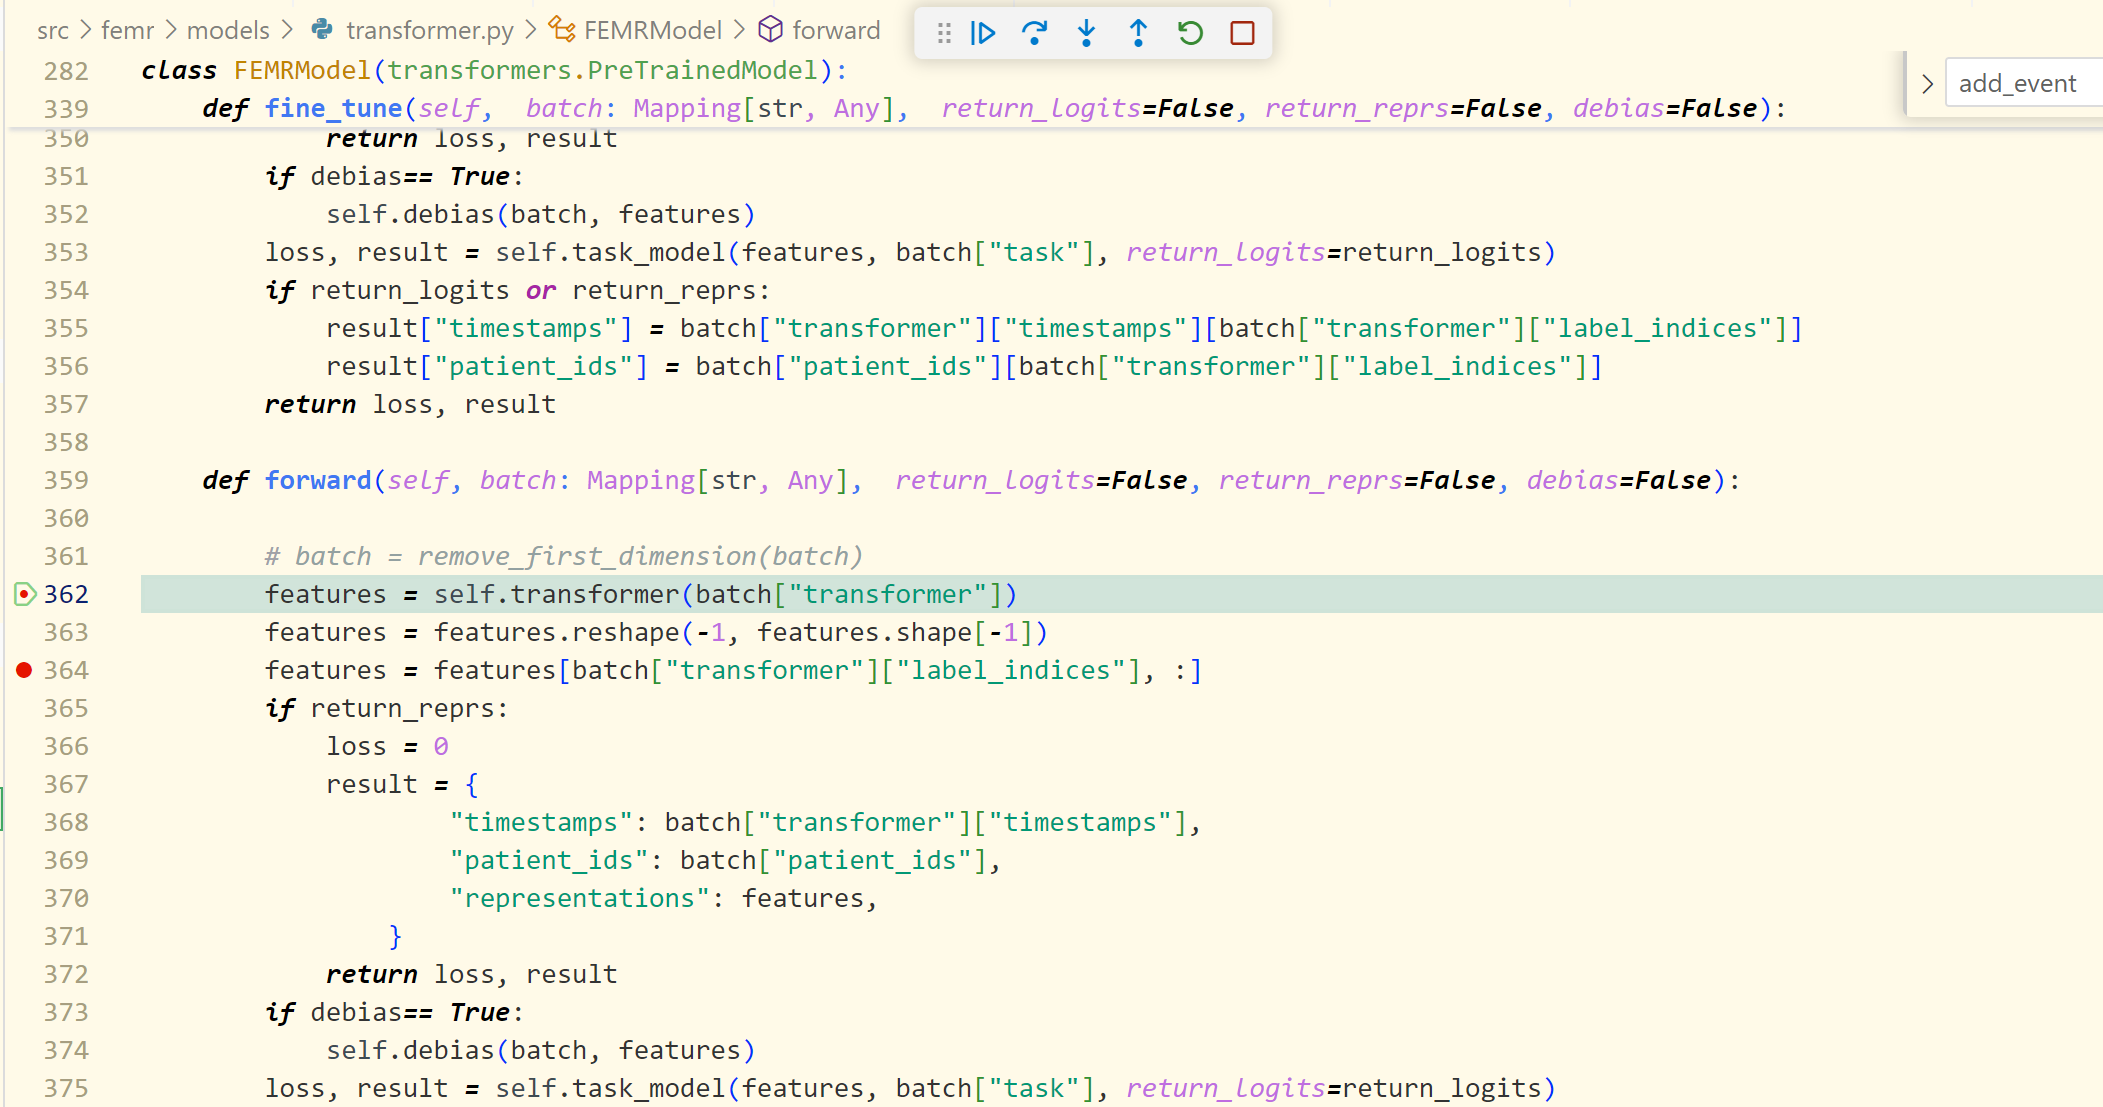 src > femr > models > transformer.py > FEMRModel > forward
add_event
282 class FEMRModel(transformers.PreTrainedModel):
339 def fine_tune(self,  batch: Mapping[str, Any],  return_logits=False, return_reprs=False, debias=False):
350 return loss, result
351 if debias== True:
352 self.debias(batch, features)
353 loss, result = self.task_model(features, batch["task"], return_logits=return_logits)
354 if return_logits or return_reprs:
355 result["timestamps"] = batch["transformer"]["timestamps"][batch["transformer"]["label_indices"]]
356 result["patient_ids"] = batch["patient_ids"][batch["transformer"]["label_indices"]]
357 return loss, result
358
359 def forward(self, batch: Mapping[str, Any],  return_logits=False, return_reprs=False, debias=False):
360
361 # batch = remove_first_dimension(batch)
362 features = self.transformer(batch["transformer"])
363 features = features.reshape(-1, features.shape[-1])
364 features = features[batch["transformer"]["label_indices"], :]
365 if return_reprs:
366 loss = 0
367 result = {
368 "timestamps": batch["transformer"]["timestamps"],
369 "patient_ids": batch["patient_ids"],
370 "representations": features,
371 }
372 return loss, result
373 if debias== True:
374 self.debias(batch, features)
375 loss, result = self.task_model(features, batch["task"], return_logits=return_logits)